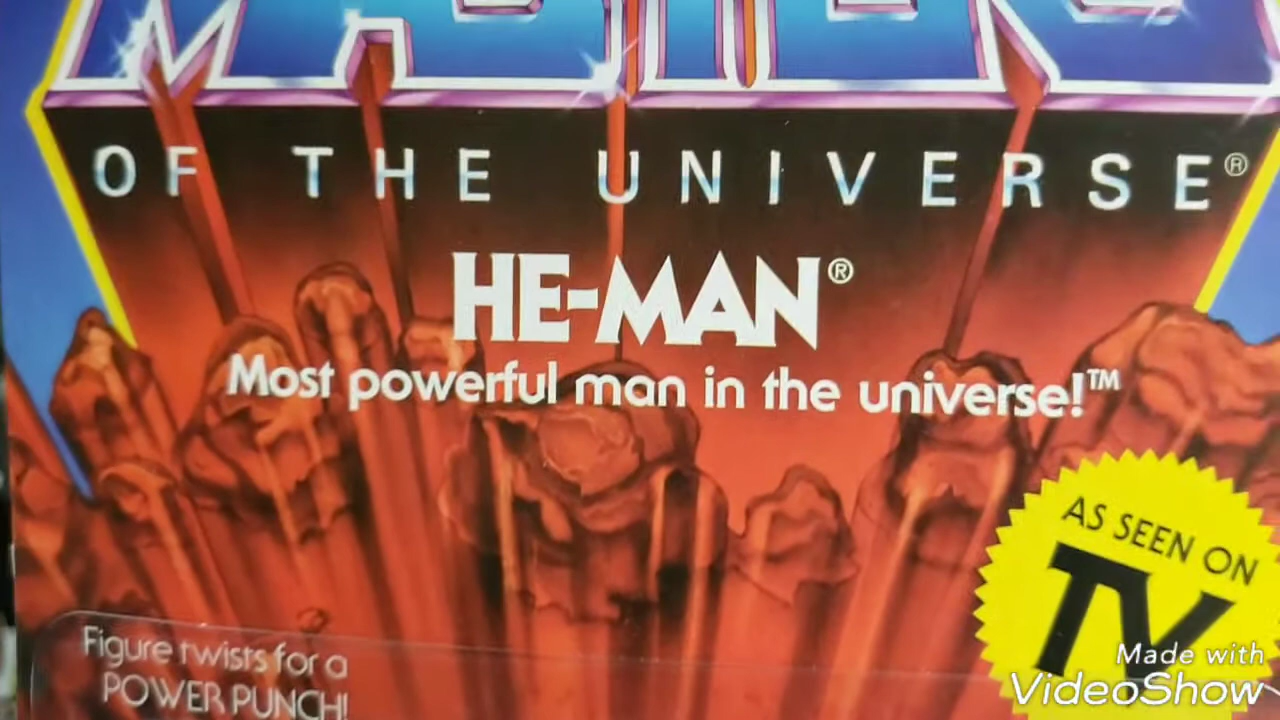 OF THE UNIVERSE®
HE-MAN®
Most powerful man in the universe!™
AS SEEN ON
TV
Figure twists for a
POWER PUNCH!
Made with
VideoShow